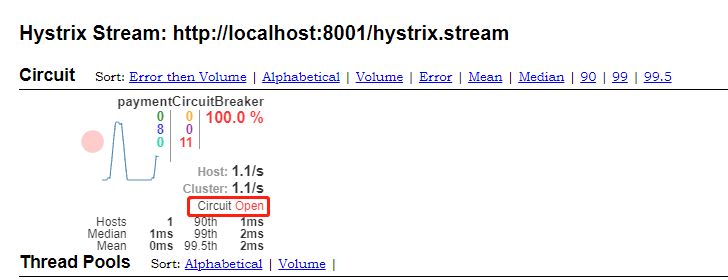 Hystrix Stream: http://localhost:8001/hystrix.stream
Circuit Sort: Error then Volume | Alphabetical | Volume | Error | Mean | Median | 90 | 99 | 99.5
paymentCircuitBreaker
0 0 100.0 %
8 0
0 11
Host: 1.1/s
Cluster: 1.1/s
Circuit Open
Hosts 1 90th 1ms
Median 1ms 99th 2ms
Mean 0ms 99.5th 2ms
Thread Pools Sort: Alphabetical | Volume |